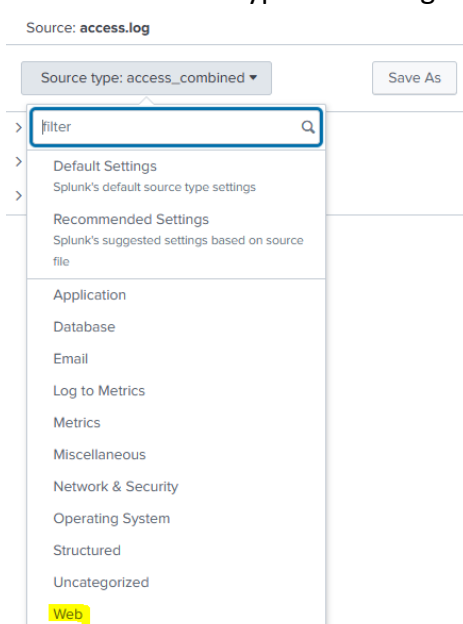 Source: access.log
Source type: access_combined
Save As
filter
Default Settings
Splunk's default source type settings
Recommended Settings
Splunk's suggested settings based on source
file
Application
Database
Email
Log to Metrics
Metrics
Miscellaneous
Network & Security
Operating System
Structured
Uncategorized
Web